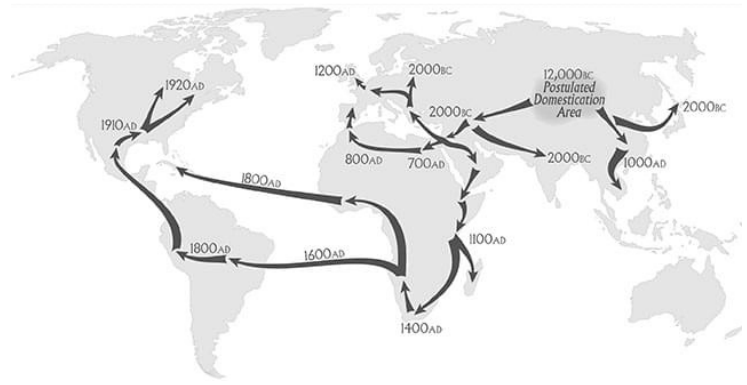 1200AD
2000BC
12,000BC
Postulated
Domestication
Area
1920AD
2000BC
1910AD
2000BC
800AD
700AD
2000BC
1000AD
1800AD
1100AD
1800AD
1600AD
1400AD